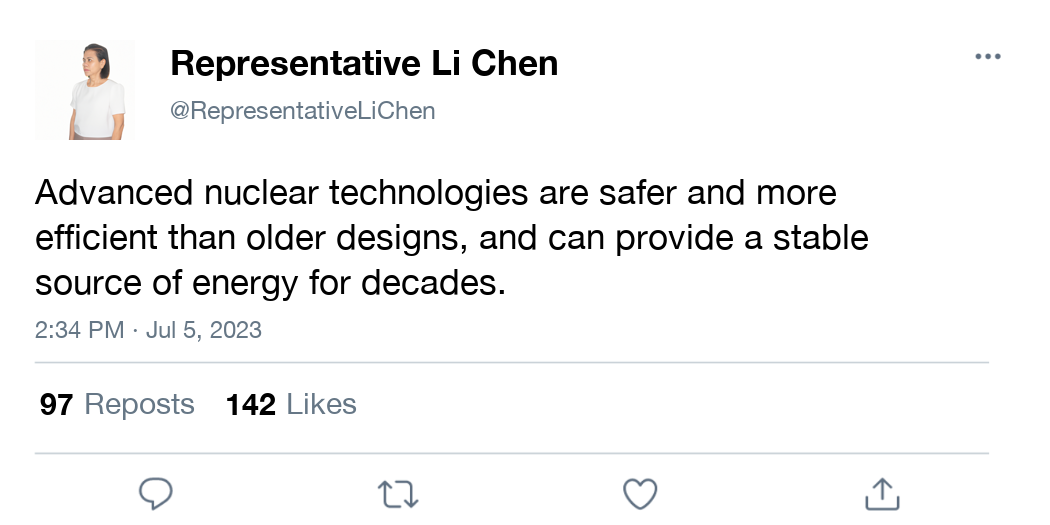 Representative Li Chen
@RepresentativeLiChen
Advanced nuclear technologies are safer and more
efficient than older designs, and can provide a stable
source of energy for decades.
2:34 PM · Jul 5, 2023
97 Reposts 142 Likes